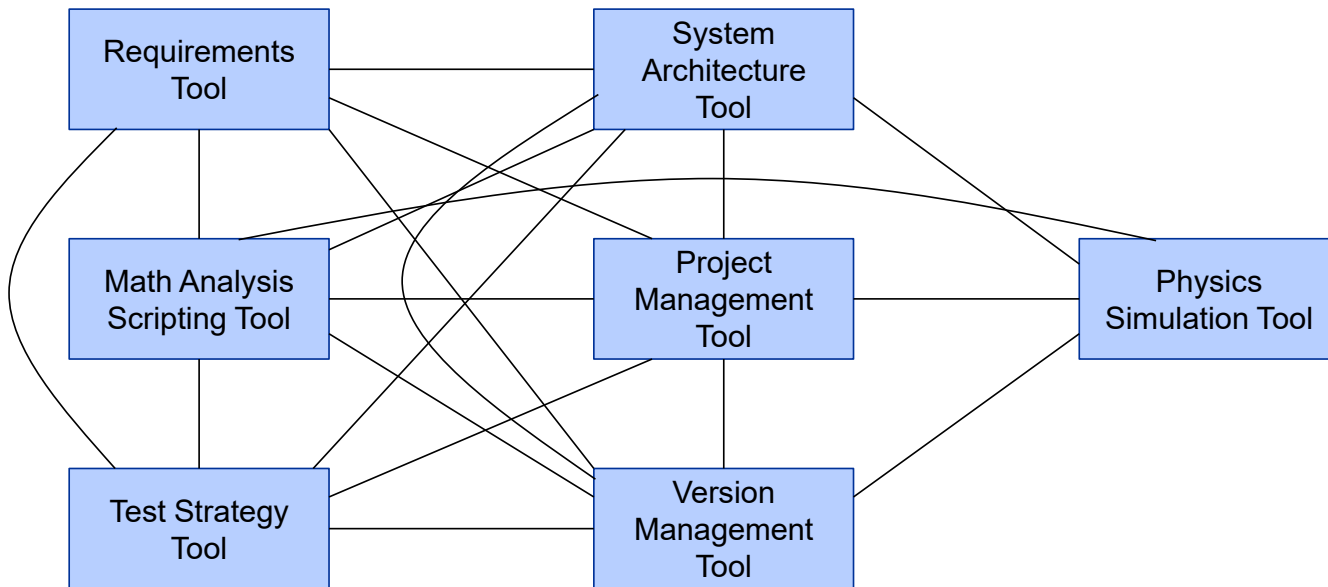 Requirements
Tool
System
Architecture
Tool
Math Analysis
Scripting Tool
Project
Management
Tool
Physics
Simulation Tool
Test Strategy
Tool
Version
Management
Tool